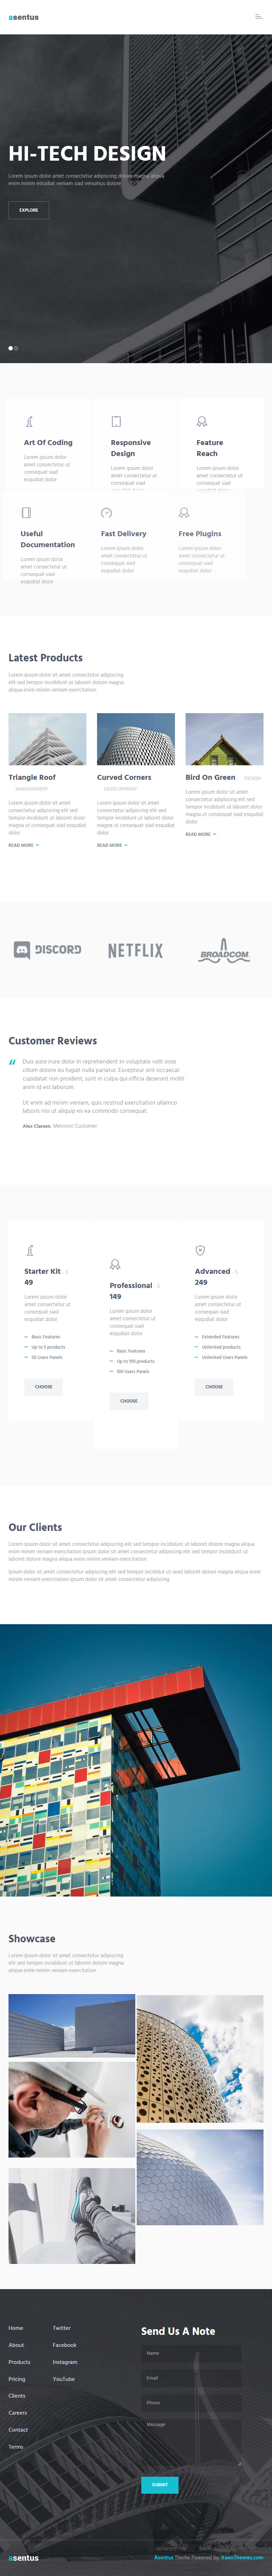 asentus
HI-TECH DESIGN
Lorem ipsum dolor amet consectetur adipiscing dolore magna aliqua
enim minim estudiat veniam siad venumus dolore
EXPLORE
Art Of Coding
Lorem ipsum dolor
amet consectetur ut
consequat siad
esqudiat dolor
Responsive
Design
Lorem ipsum dolor
amet consectetur ut
consequat siad
esqudiat dolor
Feature
Reach
Lorem ipsum dolor
amet consectetur ut
consequat siad
esqudiat dolor
Useful
Documentation
Lorem ipsum dolor
amet consectetur ut
consequat siad
esqudiat dolor
Fast Delivery
Lorem ipsum dolor
amet consectetur ut
consequat siad
esqudiat dolor
Free Plugins
Lorem ipsum dolor
amet consectetur ut
consequat siad
esqudiat dolor
Latest Products
Lorem ipsum dolor sit amet consectetur adipiscing
elit sed tempor incididunt ut laboret dolore magna
aliqua enim minim veniam exercitation
Triangle Roof
MANAGEMENT
Lorem ipsum dolor sit amet
consectetur adipiscing elit sed
tempor incdidunt ut laboret dolor
magna ut consequat siad esqudiat
dolor
READ MORE
Curved Corners
DEVELOPMENT
Lorem ipsum dolor sit amet
consectetur adipiscing elit sed
tempor incdidunt ut laboret dolor
magna ut consequat siad esqudiat
dolor
READ MORE
Bird On Green DESIGN
Lorem ipsum dolor sit amet
consectetur adipiscing elit sed
tempor incdidunt ut laboret dolor
magna ut consequat siad esqudiat
dolor
READ MORE
DISCORD
NETFLIX
BROADCOM.
Customer Reviews
Duis aute irure dolor in reprehenderit in voluptate velit esse
cillum dolore eu fugiat nulla pariatur. Excepteur sint occaecat
cupidatat non proident, sunt in culpa qui officia deserunt mollit
anim id est laborum.
Ut enim ad minim veniam, quis nostrud exercitation ullamco
laboris nisi ut aliquip ex ea commodo consequat.
Alex Clarson, Metronic Customer
Starter Kit - $
49
Lorem ipsum dolor
amet consectetur ut
consequat siad
esqudiat dolor
Basic Features
Up to 5 products
50 Users Panels
CHOOSE
Professional - $
149
Lorem ipsum dolor
amet consectetur ut
consequat siad
esqudiat dolor
Basic Features
Up to 100 products
100 Users Panels
CHOOSE
Advanced - $
249
Lorem ipsum dolor
amet consectetur ut
consequat siad
esqudiat dolor
Extended Features
Unlimited products
Unlimited Users Panels
CHOOSE
Our Clients
Lorem ipsum dolor sit amet consectetur adipiscing elit sed tempor incididunt ut laboret dolore magna aliqua
enim minim veniam exercitation ipsum dolor sit amet consectetur adipiscing elit sed tempor incididunt ut
laboret dolore magna aliqua enim minim veniam exercitation
Ipsum dolor sit amet consectetur adipiscing elit sed tempor incididut ut sead laboret dolore magna aliqua enim
minim veniam exercitation ipsum dolor sit amet consectetur adipiscing
Showcase
Lorem ipsum dolor sit amet consectetur adipiscing
elit sed tempor incididunt ut laboret dolore magna
aliqua enim minim veniam exercitation
Home
About
Products
Pricing
Clients
Careers
Contact
Terms
Twitter
Facebook
Instagram
YouTube
Send Us A Note
Name
Email
Phone
Message
SUBMIT
asentus
Asentus Theme Powered by: KeenThemes.com